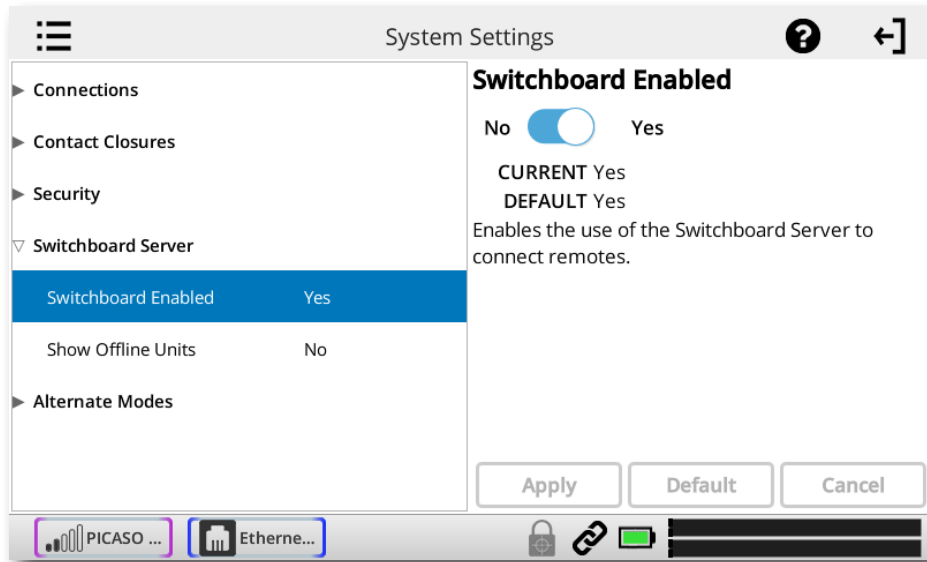 System Settings
Connections
Contact Closures
Security
Switchboard Server
Switchboard Enabled Yes
Show Offline Units No
Alternate Modes
Switchboard Enabled
No Yes
CURRENT Yes
DEFAULT Yes
Enables the use of the Switchboard Server to
connect remotes.
Apply Default Cancel
PICASO ... Etherne...